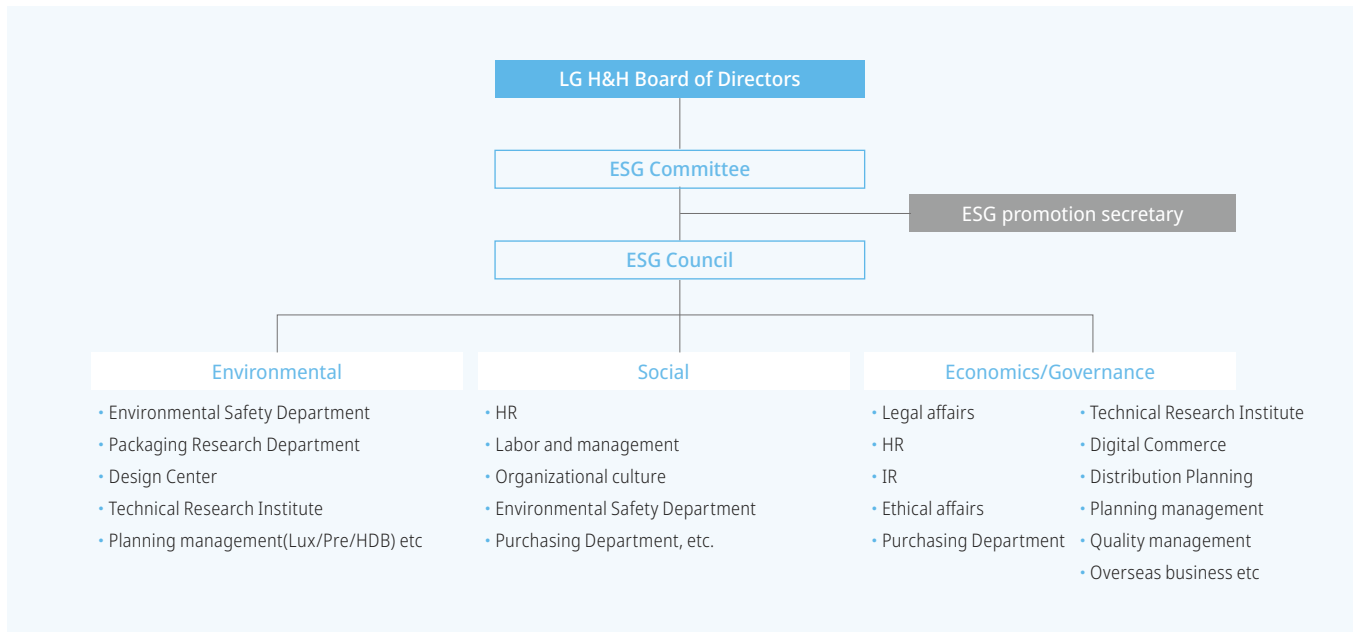 LG H&H Board of Directors
ESG Committee
ESG promotion secretary
ESG Council
Environmental
• Environmental Safety Department
• Packaging Research Department
• Design Center
• Technical Research Institute
• Planning management(Lux/Pre/HDB) etc
Social
• HR
• Labor and management
• Organizational culture
• Environmental Safety Department
• Purchasing Department, etc.
Economics/Governance
• Legal affairs
• HR
• IR
• Ethical affairs
• Purchasing Department
• Technical Research Institute
• Digital Commerce
• Distribution Planning
• Planning management
• Quality management
• Overseas business etc